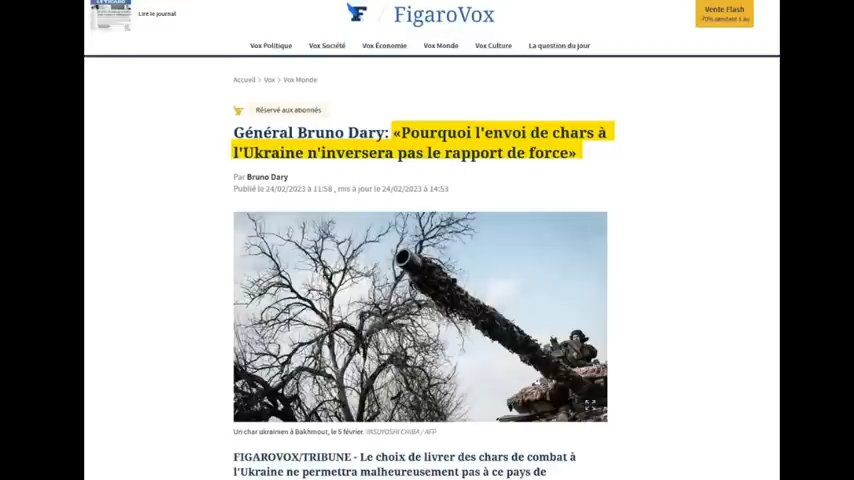 LE FIGARO
Lire le journal
FigaroVox
Vente Flash
Vox Politique Vox Société Vox Économie Vox Monde Vox Culture La question du jour
Accueil > Vox > Vox Monde
Réservé aux abonnés
Général Bruno Dary: «Pourquoi l'envoi de chars à
l'Ukraine n'inversera pas le rapport de force»
Par Bruno Dary
Publié le 24/02/2023 à 11:58, mis à jour le 24/02/2023 à 14:53
Un char ukrainien à Bakhmout, le 5 février. YASUYOSHI CHIBA / AFP
FIGAROVOX/TRIBUNE - Le choix de livrer des chars de combat à
l'Ukraine ne permettra malheureusement pas à ce pays de